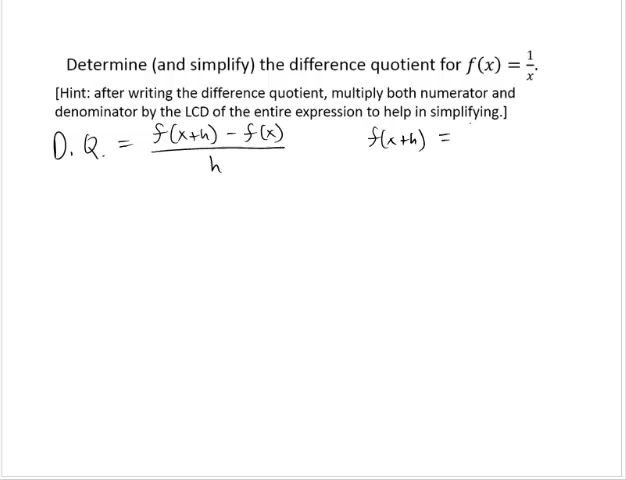 Determine (and simplify) the difference quotient for f(x) = 1/x.
[Hint: after writing the difference quotient, multiply both numerator and
denominator by the LCD of the entire expression to help in simplifying.]
D.Q. = (f(x+h) - f(x))/h f(x+h) =